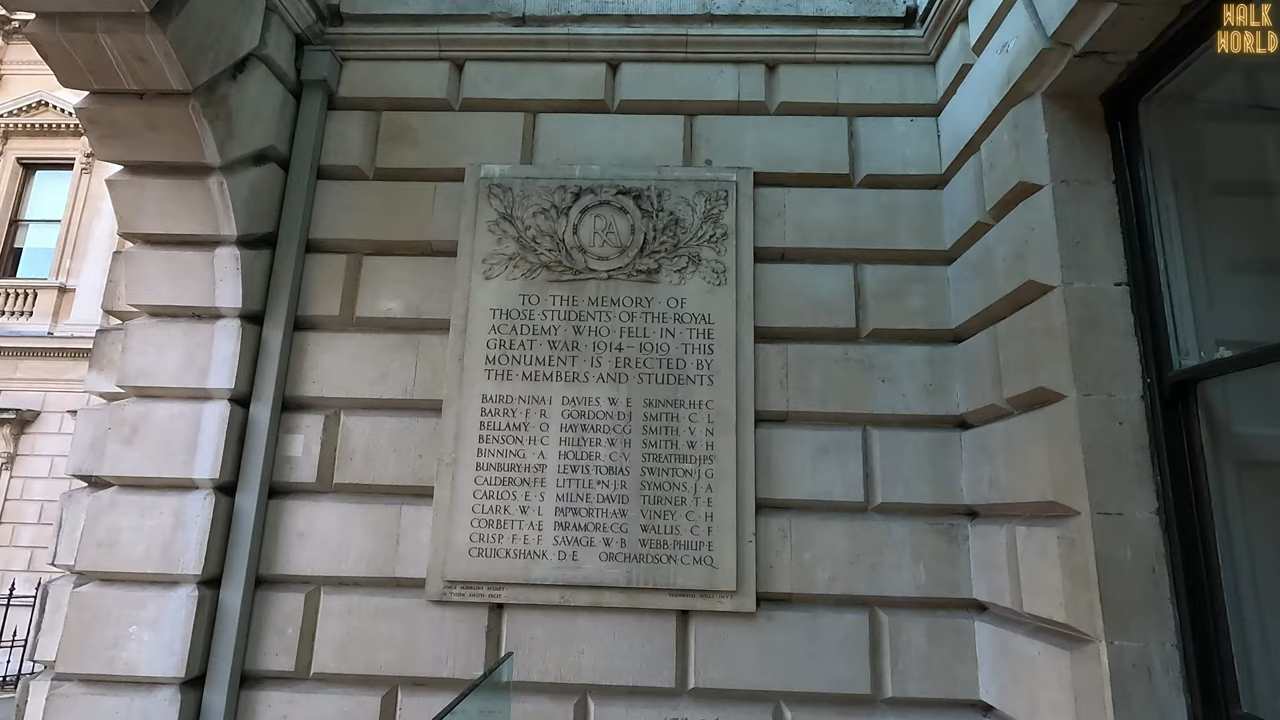 WALK
WORLD
RA
TO·THE·MEMORY·OF
THOSE·STUDENTS·OF·THE·ROYAL
ACADEMY·WHO·FELL·IN·THE
GREAT·WAR·1914–1919·THIS
MONUMENT·IS·ERECTED·BY
THE·MEMBERS·AND·STUDENTS
BAIRD·NINA·I DAVIES, W·E SKINNER·H·F·C
BARRY·F·R GORDON·D·J SMITH·C·L
BELLAMY·O HAYWARD·C·G SMITH·V·N
BENSON·H·C HILLYER·W·H SMITH, W·H
BINNING·A HOLDER, C·V STREATFEILD·J·P·S
BUNBURY·H·STP LEWIS, TOBIAS SWINTON·J·G
CALDERON·F·E LITTLE, N·J·R SYMONS, J·A
CARLOS, E·S MILNE·DAVID TURNER·T·E
CLARK, W·L PAPWORTH·A·W VINEY, C·H
CORBETT·A·E PARAMORE·C·G WALLIS, C·F
CRISP·F·E·F SAVAGE, W·B WEBB·PHILIP·E
CRUICKSHANK, D·E ORCHARDSON·C·M·Q